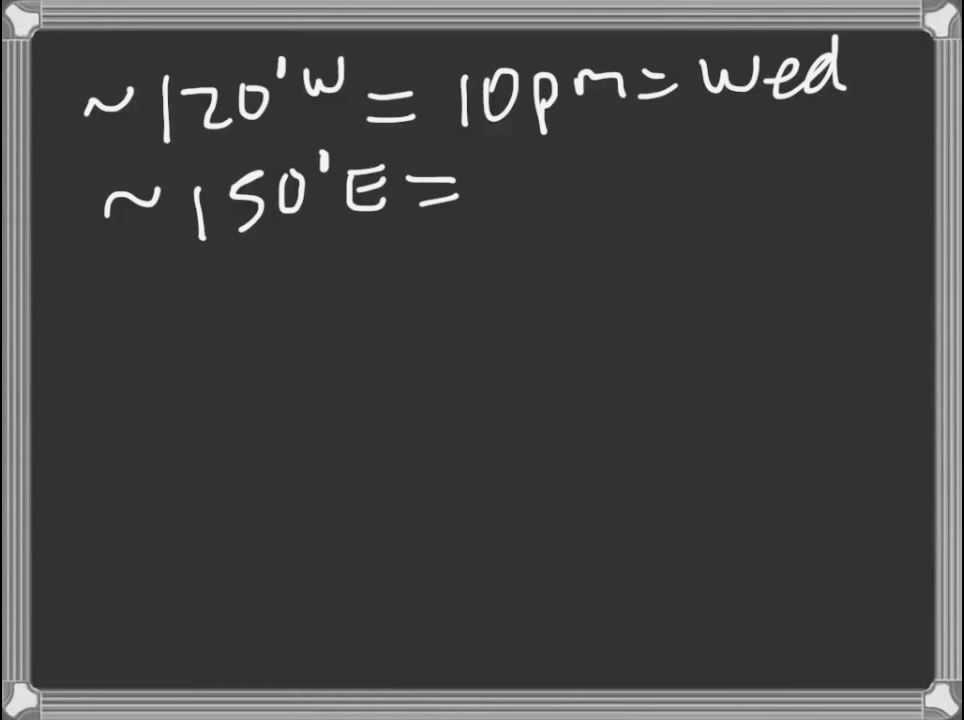 ~120'W = 10pm = Wed
~150'E =